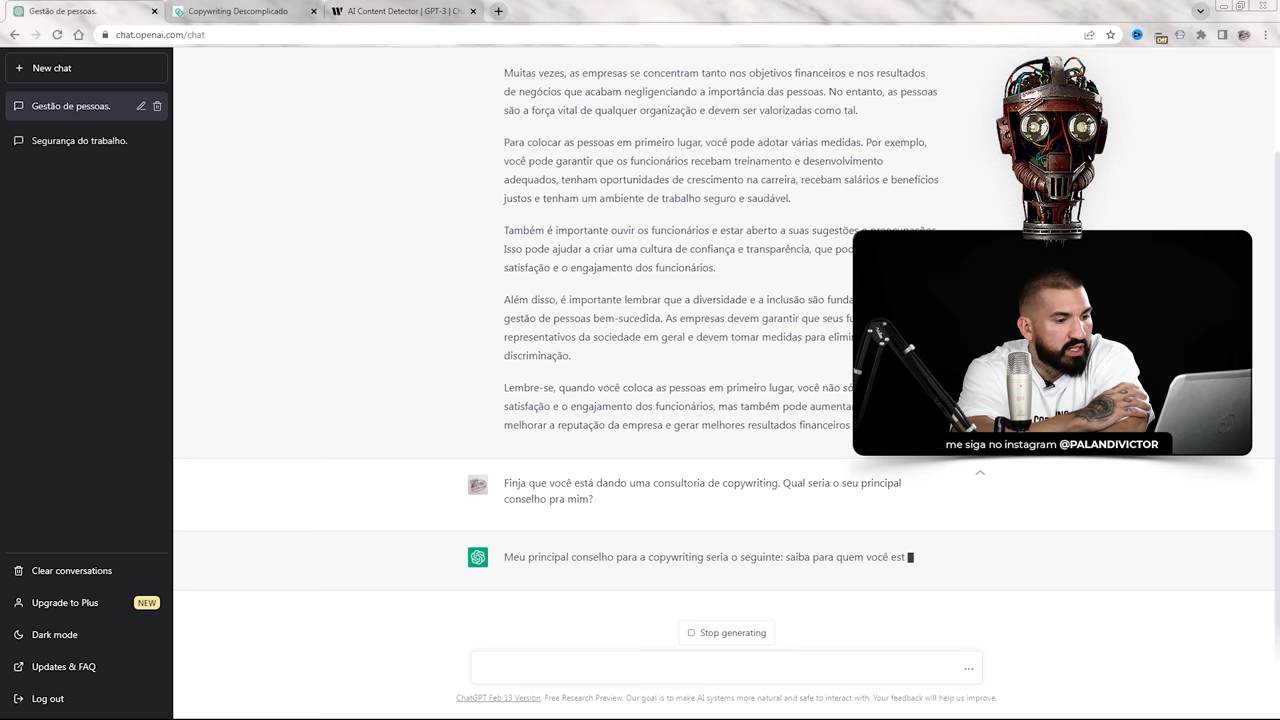 Gestão de pessoas.
Copywriting Descomplicado
AI Content Detector | GPT-3 | Ch
chat.openai.com/chat
Off
New chat
Gestão de pessoas.
Segurança do trabalho.
Muitas vezes, as empresas se concentram tanto nos objetivos financeiros e nos resultados
de negócios que acabam negligenciando a importância das pessoas. No entanto, as pessoas
são a força vital de qualquer organização e devem ser valorizadas como tal.
Para colocar as pessoas em primeiro lugar, você pode adotar várias medidas. Por exemplo,
você pode garantir que os funcionários recebam treinamento e desenvolvimento
adequados, tenham oportunidades de crescimento na carreira, recebam salários e benefícios
justos e tenham um ambiente de trabalho seguro e saudável.
Também é importante ouvir os funcionários e estar aberto a suas sugestões e preocupações.
Isso pode ajudar a criar uma cultura de confiança e transparência, que pod
satisfação e o engajamento dos funcionários.
Além disso, é importante lembrar que a diversidade e a inclusão são funda
gestão de pessoas bem-sucedida. As empresas devem garantir que seus fu
representativos da sociedade em geral e devem tomar medidas para elimin
discriminação.
Lembre-se, quando você coloca as pessoas em primeiro lugar, você não só
satisfação e o engajamento dos funcionários, mas também pode aumentar
melhorar a reputação da empresa e gerar melhores resultados financeiros
me siga no instagram @PALANDIVICTOR
Finja que você está dando uma consultoria de copywriting. Qual seria o seu principal
conselho pra mim?
Meu principal conselho para a copywriting seria o seguinte: saiba para quem você est
Stop generating
Clear conversations
Upgrade to Plus
NEW
Dark mode
Updates & FAQ
Log out
ChatGPT Feb 13 Version. Free Research Preview. Our goal is to make AI systems more natural and safe to interact with. Your feedback will help us improve.